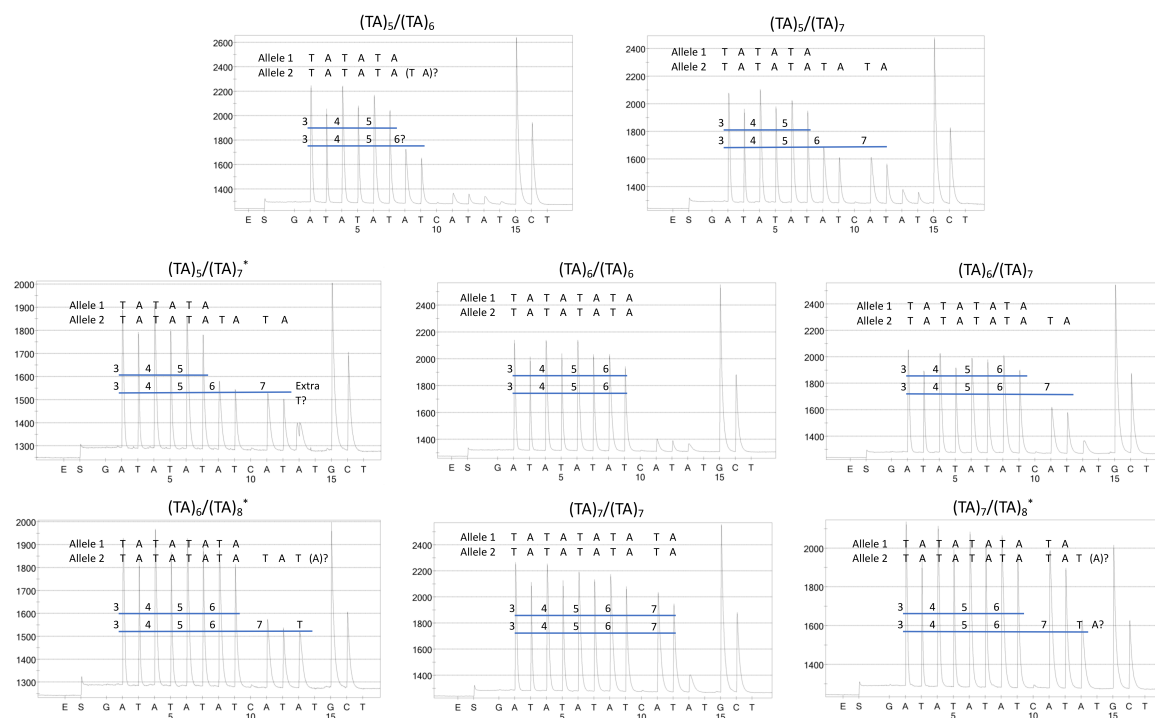 (TA)5/(TA)6
2600
2400
2200
2000
1800
1600
1400
Allele 1 T A T A T A
Allele 2 T A T A T A (T A)?
3 4 5
3 4 5 6?
E S G A T A T A T A T C A T A T G C T
5 10 15
(TA)5/(TA)7
2400
2200
2000
1800
1600
1400
Allele 1 T A T A T A
Allele 2 T A T A T A T A T A
3 4 5
3 4 5 6 7
E S G A T A T A T A T C A T A T G C T
5 10 15
(TA)5/(TA)7*
2000
1900
1800
1700
1600
1500
1400
1300
Allele 1 T A T A T A
Allele 2 T A T A T A T A T A
3 4 5
3 4 5 6 7 Extra
T?
E S G A T A T A T A T C A T A T G C T
5 10 15
(TA)6/(TA)6
2400
2200
2000
1800
1600
1400
Allele 1 T A T A T A T A
Allele 2 T A T A T A T A
3 4 5 6
3 4 5 6
E S G A T A T A T A T C A T A T G C T
5 10 15
(TA)6/(TA)7
2400
2200
2000
1800
1600
1400
Allele 1 T A T A T A T A
Allele 2 T A T A T A T A T A
3 4 5 6
3 4 5 6 7
E S G A T A T A T A T C A T A T G C T
5 10 15
(TA)6/(TA)8*
2000
1900
1800
1700
1600
1500
1400
1300
Allele 1 T A T A T A T A
Allele 2 T A T A T A T A T A T (A)?
3 4 5 6
3 4 5 6 7 T
E S G A T A T A T A T C A T A T G C T
5 10 15
(TA)7/(TA)7
2400
2200
2000
1800
1600
1400
Allele 1 T A T A T A T A T A
Allele 2 T A T A T A T A T A
3 4 5 6 7
3 4 5 6 7
E S G A T A T A T A T C A T A T G C T
5 10 15
(TA)7/(TA)8*
2000
1800
1600
1400
Allele 1 T A T A T A T A T A
Allele 2 T A T A T A T A T A T (A)?
3 4 5 6
3 4 5 6 7 T A?
E S G A T A T A T A T C A T A T G C T
5 10 15